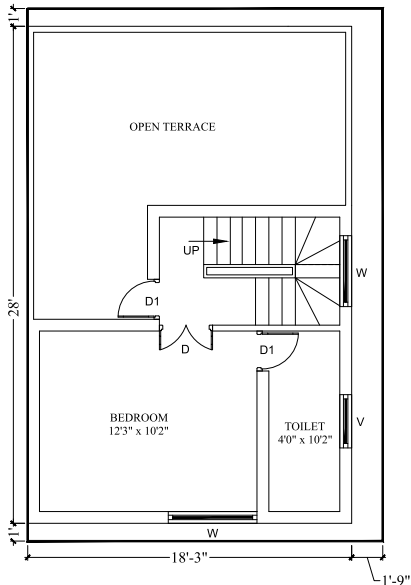 1'
OPEN TERRACE
UP
W
D1
28'
D
D1
BEDROOM
12'3" x 10'2"
TOILET
4'0" x 10'2"
V
W
1'
18'-3"
1'-9"